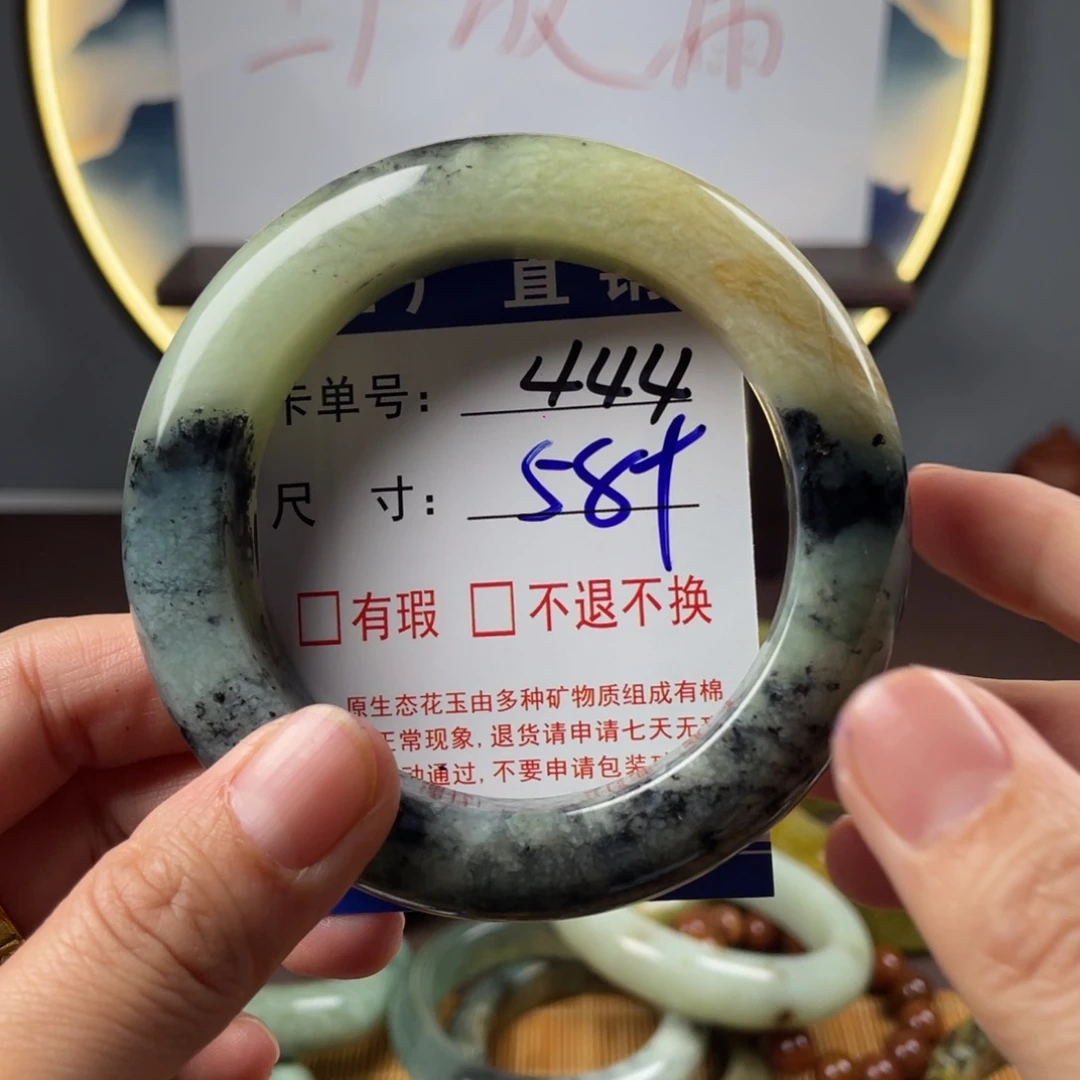 直销
卡单号: 444
尺 寸: 58+
□有瑕 □不退不换
原生态花玉由多种矿物质组成有棉
正常现象,退货请申请七天无
动通过,不要申请包装